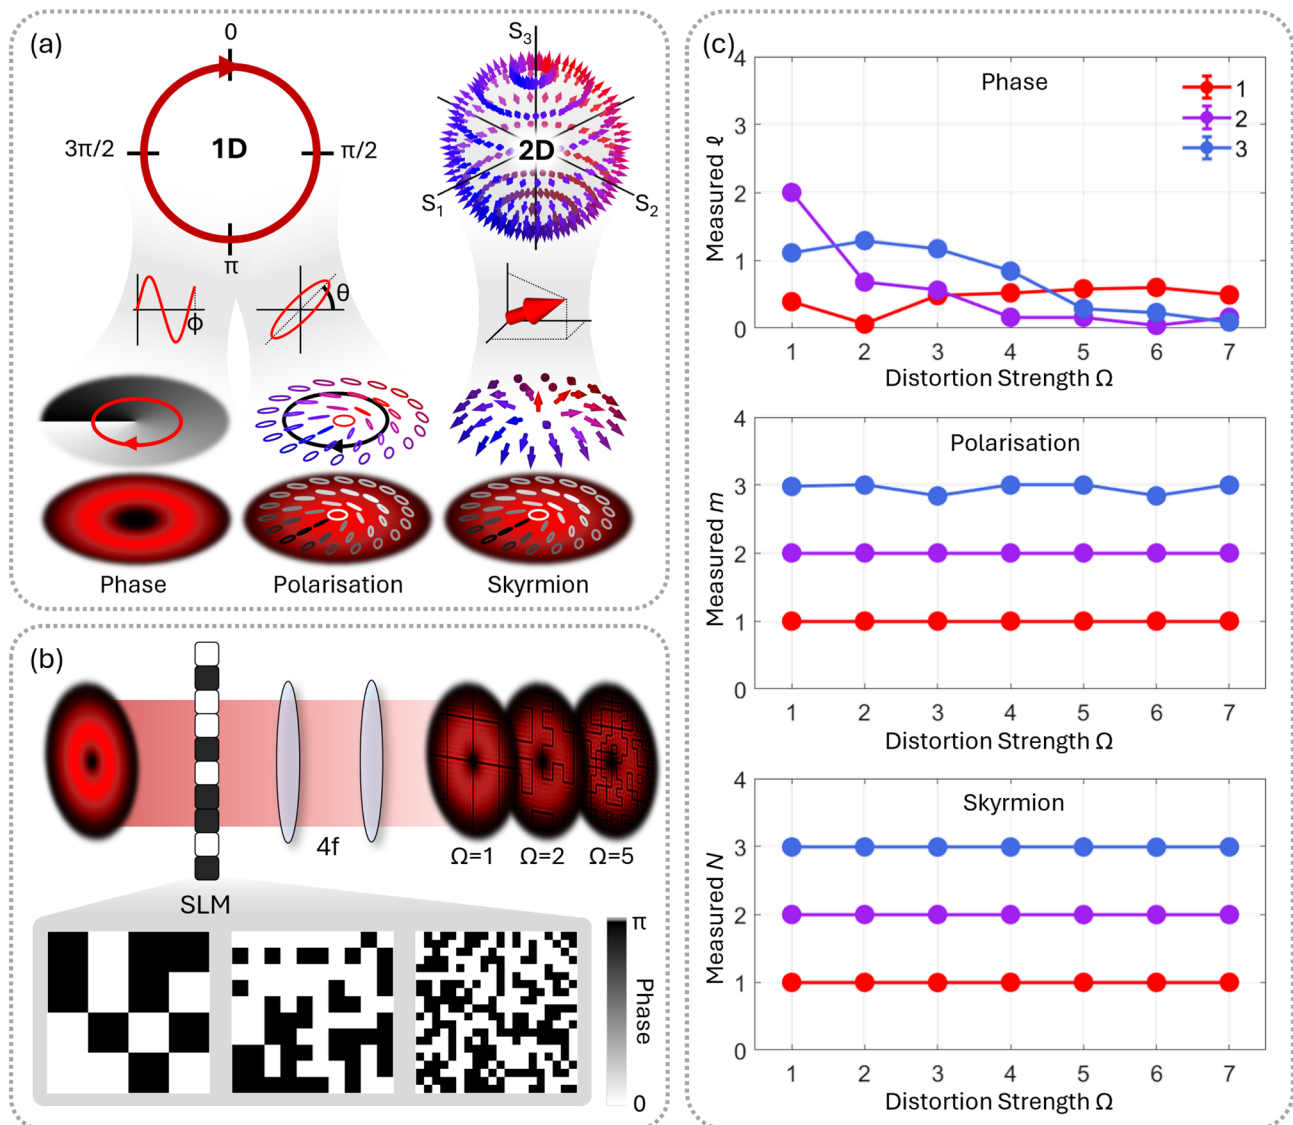 (a)
0
3π/2
1D
π/2
π
S3
2D
S1
S2
ϕ
θ
Phase
Polarisation
Skyrmion
(b)
4f
Ω=1
Ω=2
Ω=5
SLM
π
Phase
0
(c)
Phase
1
2
3
Measured ℓ
4
3
2
1
0
1 2 3 4 5 6 7
Distortion Strength Ω
Polarisation
Measured m
4
3
2
1
0
1 2 3 4 5 6 7
Distortion Strength Ω
Skyrmion
Measured N
4
3
2
1
0
1 2 3 4 5 6 7
Distortion Strength Ω